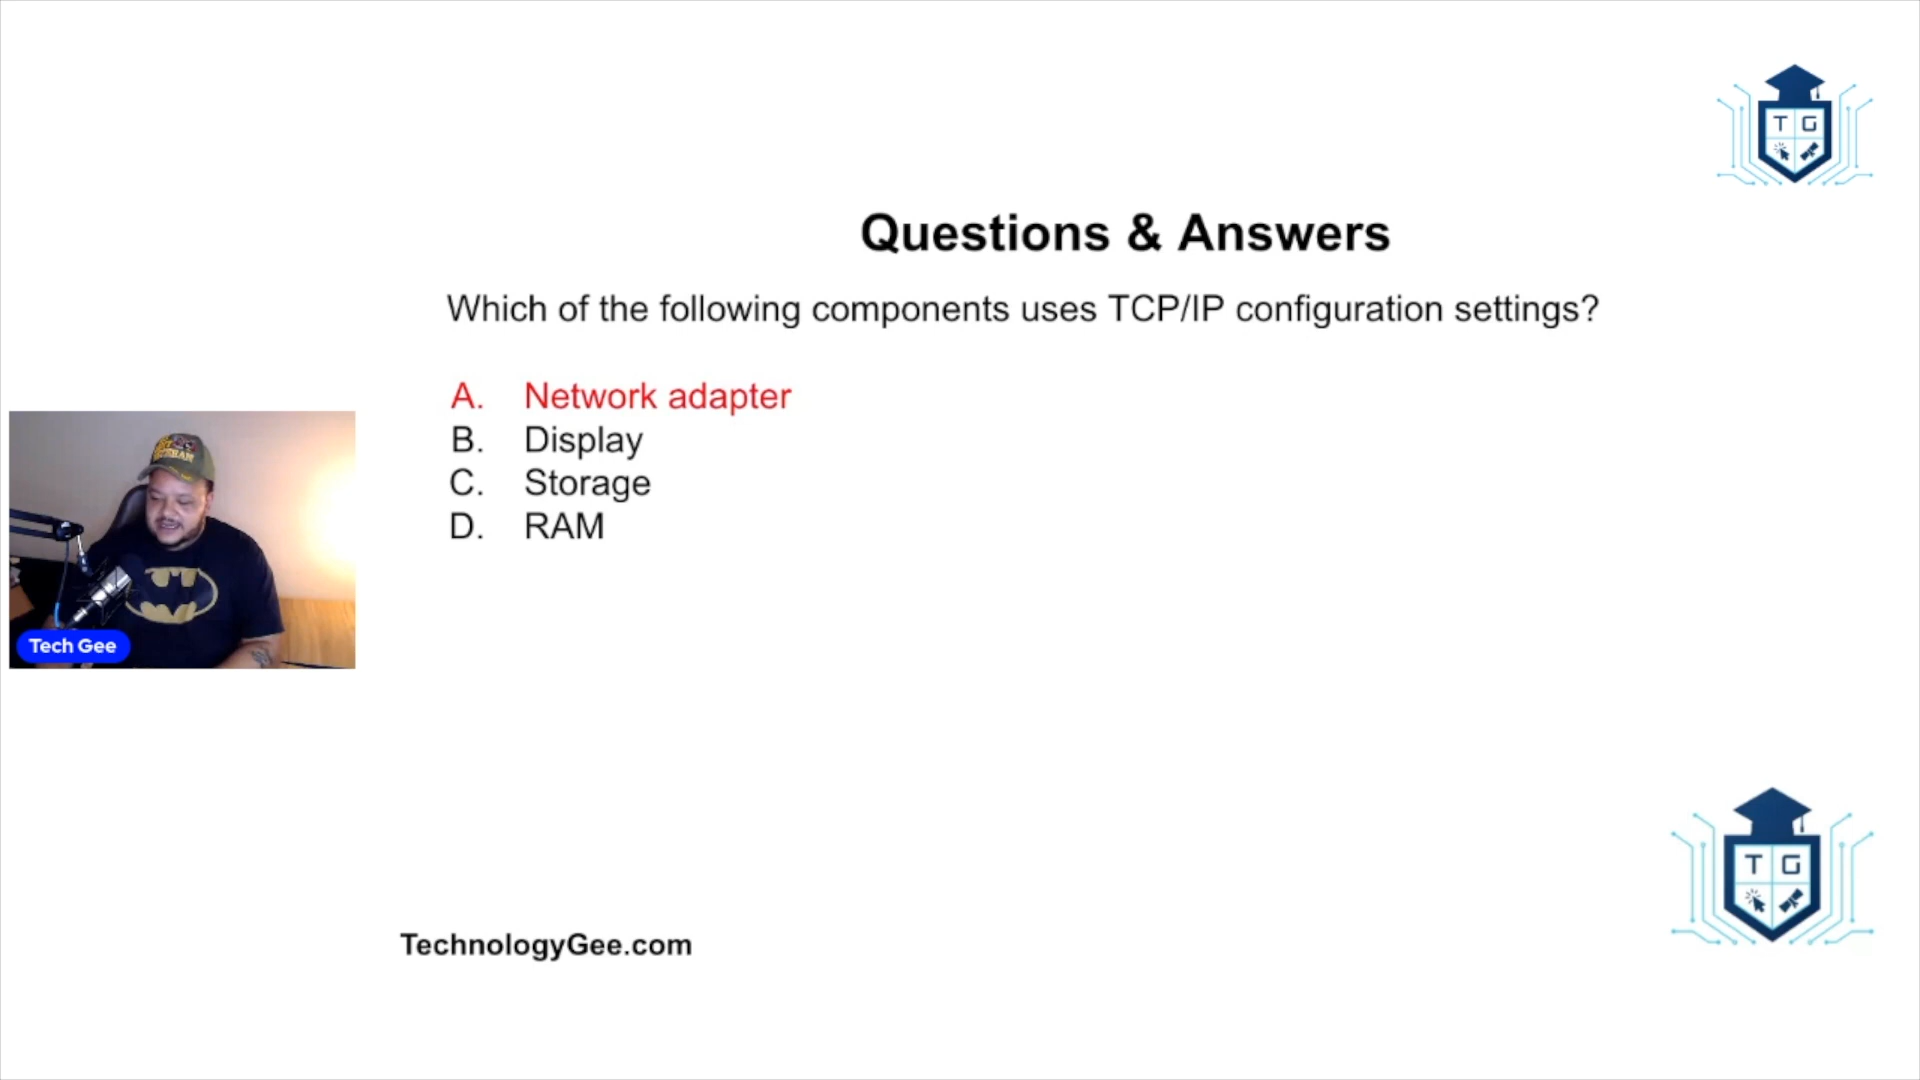 T G
Questions & Answers
Which of the following components uses TCP/IP configuration settings?
A. Network adapter
B. Display
C. Storage
D. RAM
Tech Gee
T G
TechnologyGee.com